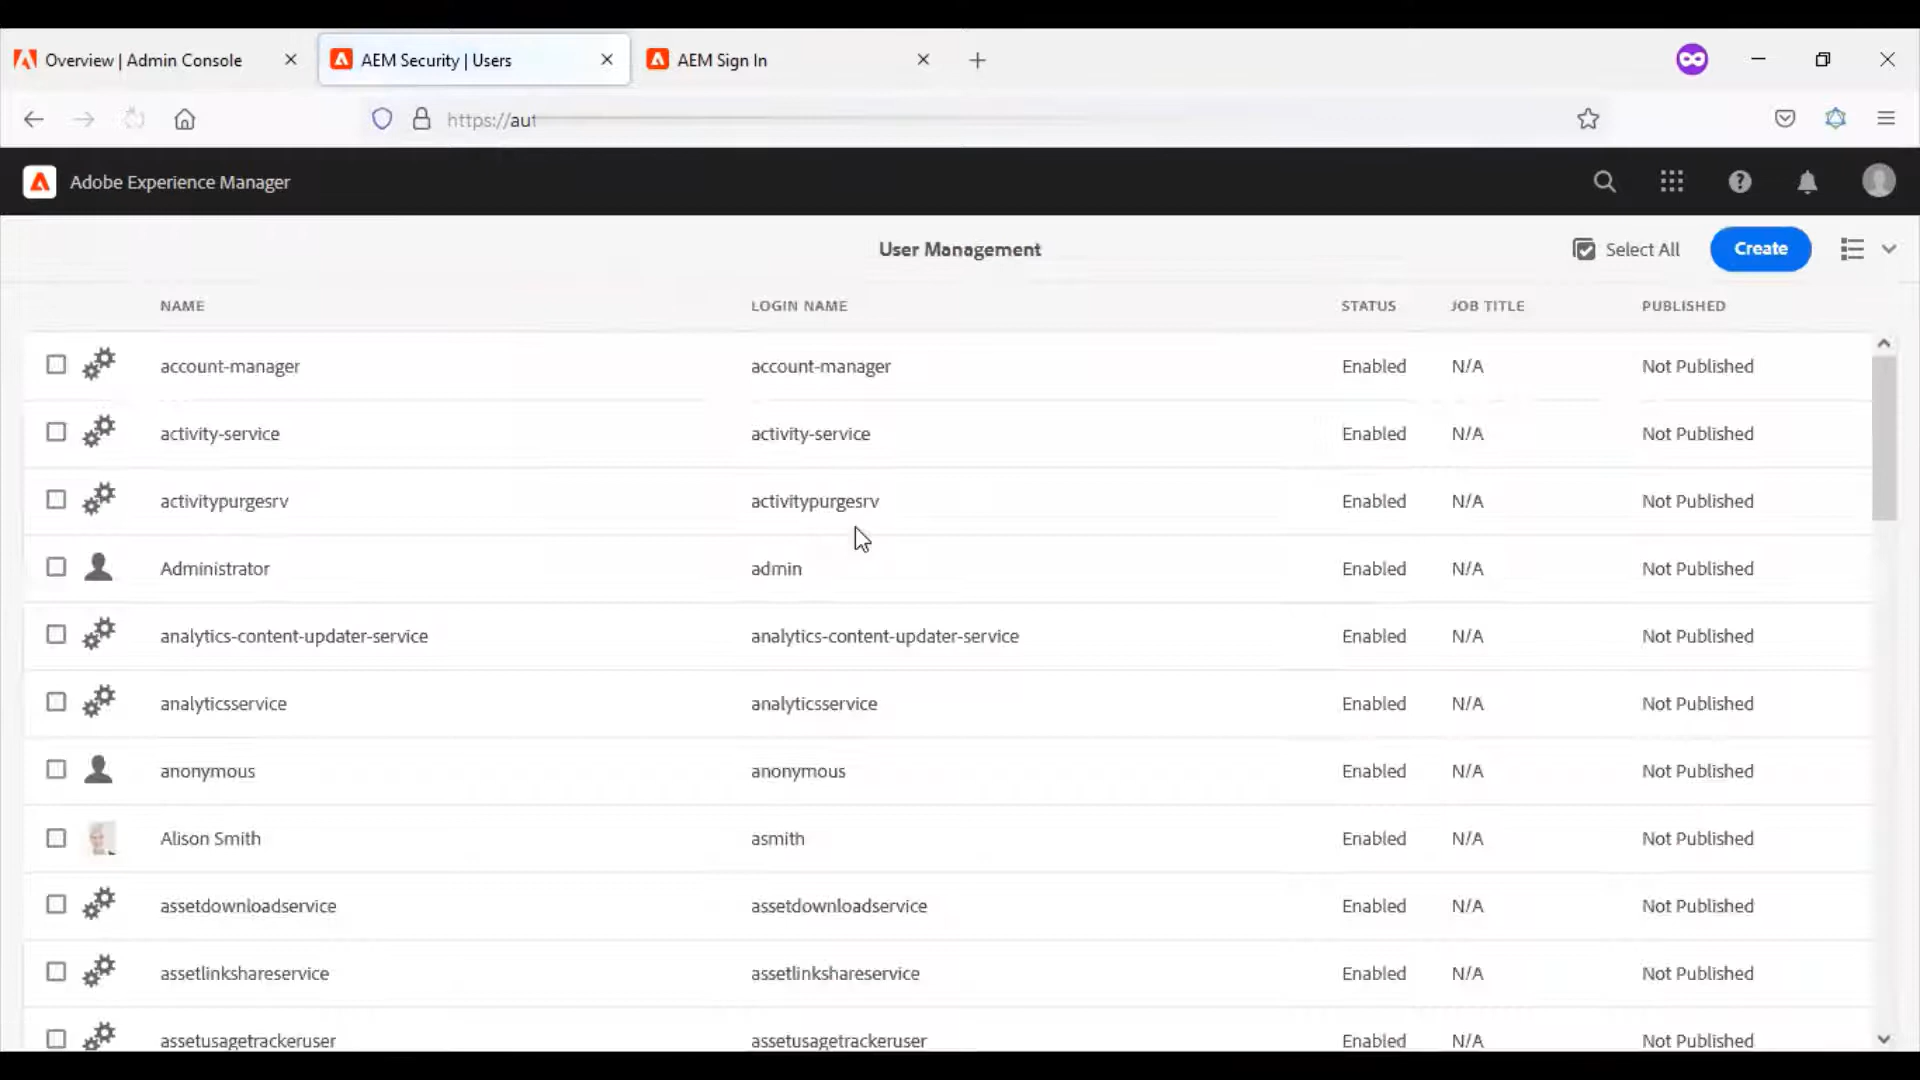 Overview | Admin Console
AEM Security | Users
AEM Sign In
https://aut
Adobe Experience Manager
User Management
Select All
Create
NAME LOGIN NAME STATUS JOB TITLE PUBLISHED
account-manager account-manager Enabled N/A Not Published
activity-service activity-service Enabled N/A Not Published
activitypurgesrv activitypurgesrv Enabled N/A Not Published
Administrator admin Enabled N/A Not Published
analytics-content-updater-service analytics-content-updater-service Enabled N/A Not Published
analyticsservice analyticsservice Enabled N/A Not Published
anonymous anonymous Enabled N/A Not Published
Alison Smith asmith Enabled N/A Not Published
assetdownloadservice assetdownloadservice Enabled N/A Not Published
assetlinkshareservice assetlinkshareservice Enabled N/A Not Published
assetusagetrackeruser assetusagetrackeruser Enabled N/A Not Published